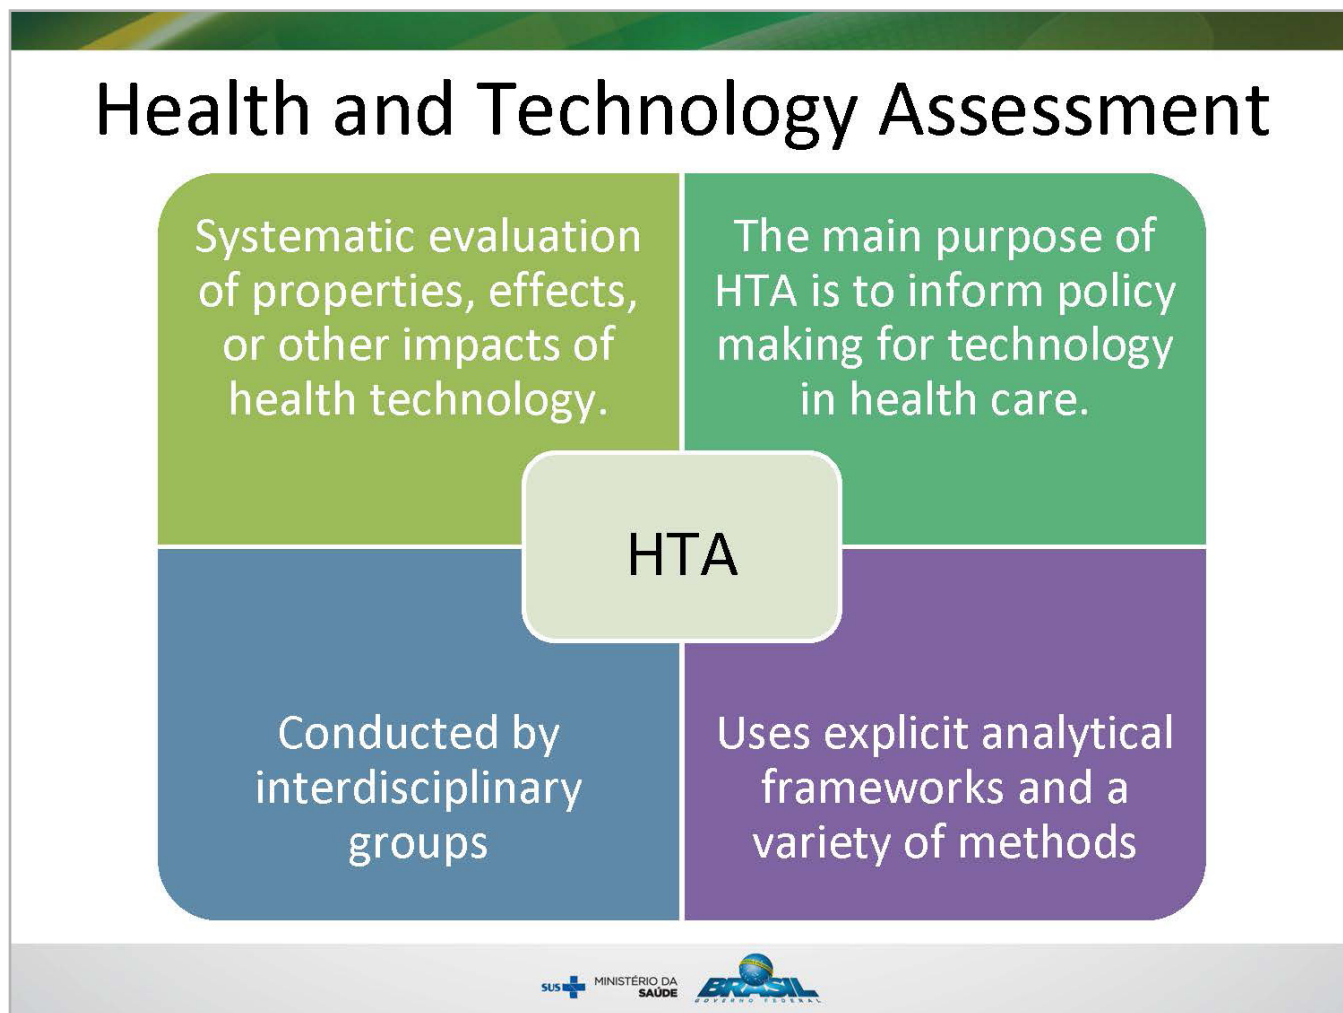 Health and Technology Assessment
Systematic evaluation
of properties, effects,
or other impacts of
health technology.
The main purpose of
HTA is to inform policy
making for technology
in health care.
HTA
Conducted by
interdisciplinary
groups
Uses explicit analytical
frameworks and a
variety of methods
SUS MINISTÉRIO DA
SAÚDE
BRASIL
GOVERNO FEDERAL